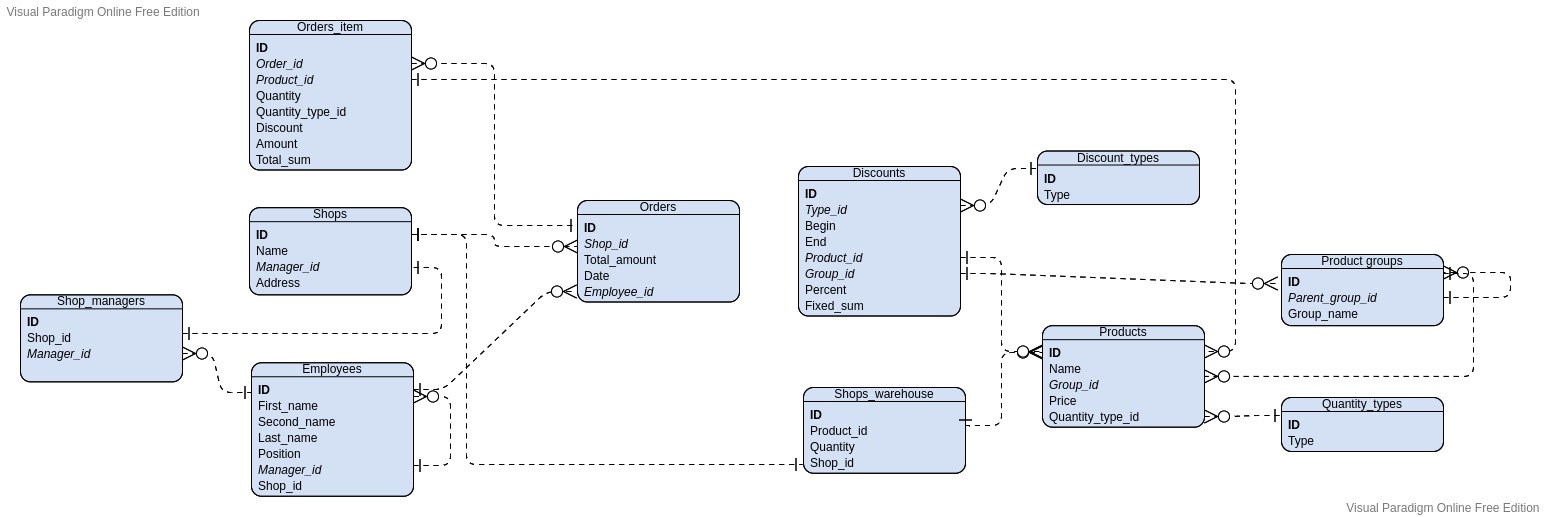 Visual Paradigm Online Free Edition
Orders_item
ID
Order_id
Product_id
Quantity
Quantity_type_id
Discount
Amount
Total_sum
Shops
ID
Name
Manager_id
Address
Shop_managers
ID
Shop_id
Manager_id
Employees
ID
First_name
Second_name
Last_name
Position
Manager_id
Shop_id
Orders
ID
Shop_id
Total_amount
Date
Employee_id
Discounts
ID
Type_id
Begin
End
Product_id
Group_id
Percent
Fixed_sum
Discount_types
ID
Type
Shops_warehouse
ID
Product_id
Quantity
Shop_id
Products
ID
Name
Group_id
Price
Quantity_type_id
Product groups
ID
Parent_group_id
Group_name
Quantity_types
ID
Type
Visual Paradigm Online Free Edition